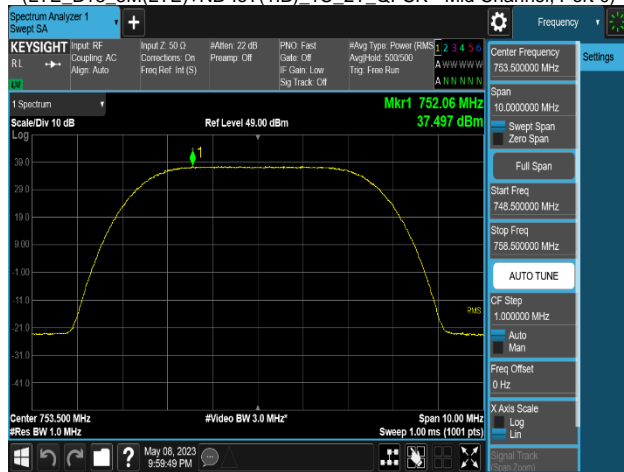 Spectrum Analyzer 1
Swept SA
Frequency
Settings
KEYSIGHT
RL
Input: RF
Coupling: AC
Align: Auto
Input Z: 50 Ω
Corrections: On
Freq Ref: Int (S)
#Atten: 22 dB
Preamp: Off
PNO: Fast
Gate: Off
IF Gain: Low
Sig Track: Off
#Avg Type: Power (RMS
Avg|Hold: 500/500
Trig: Free Run
1 2 3 4 5 6
A W W W W W
A N N N N N
1 Spectrum
Scale/Div 10 dB
Ref Level 49.00 dBm
Mkr1 752.06 MHz
37.497 dBm
Log
1
39.0
29.0
19.0
9.00
-1.00
-11.0
-21.0
-31.0
-41.0
RMS
Center 753.500 MHz
#Video BW 3.0 MHz*
Span 10.00 MHz
#Res BW 1.0 MHz
Sweep 1.00 ms (1001 pts)
Center Frequency
753.500000 MHz
Span
10.0000000 MHz
Swept Span
Zero Span
Full Span
Start Freq
748.500000 MHz
Stop Freq
758.500000 MHz
AUTO TUNE
CF Step
1.000000 MHz
Auto
Man
Freq Offset
0 Hz
X Axis Scale
Log
Lin
Signal Track
(Span Zoom)
?
May 08, 2023
9:59:49 PM